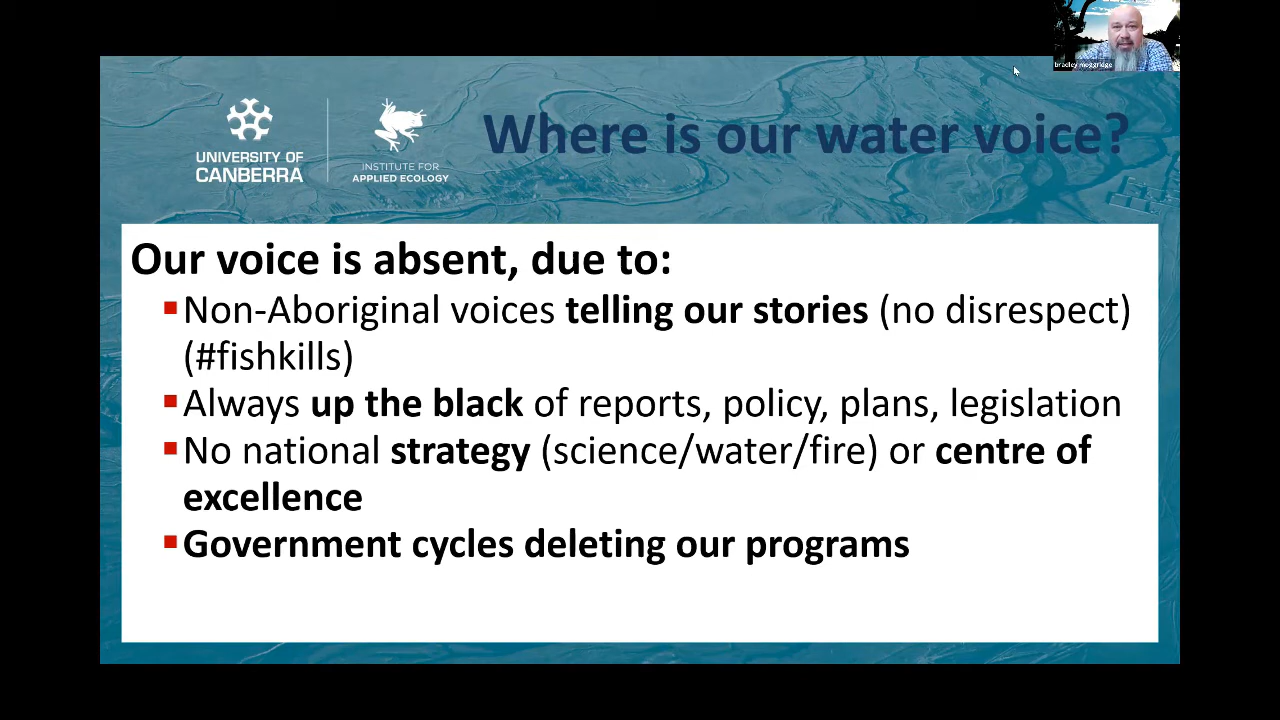 bradley moggridge
UNIVERSITY OF
CANBERRA
INSTITUTE FOR
APPLIED ECOLOGY
Where is our water voice?
Our voice is absent, due to:
Non-Aboriginal voices telling our stories (no disrespect)
(#fishkills)
Always up the black of reports, policy, plans, legislation
No national strategy (science/water/fire) or centre of
excellence
Government cycles deleting our programs